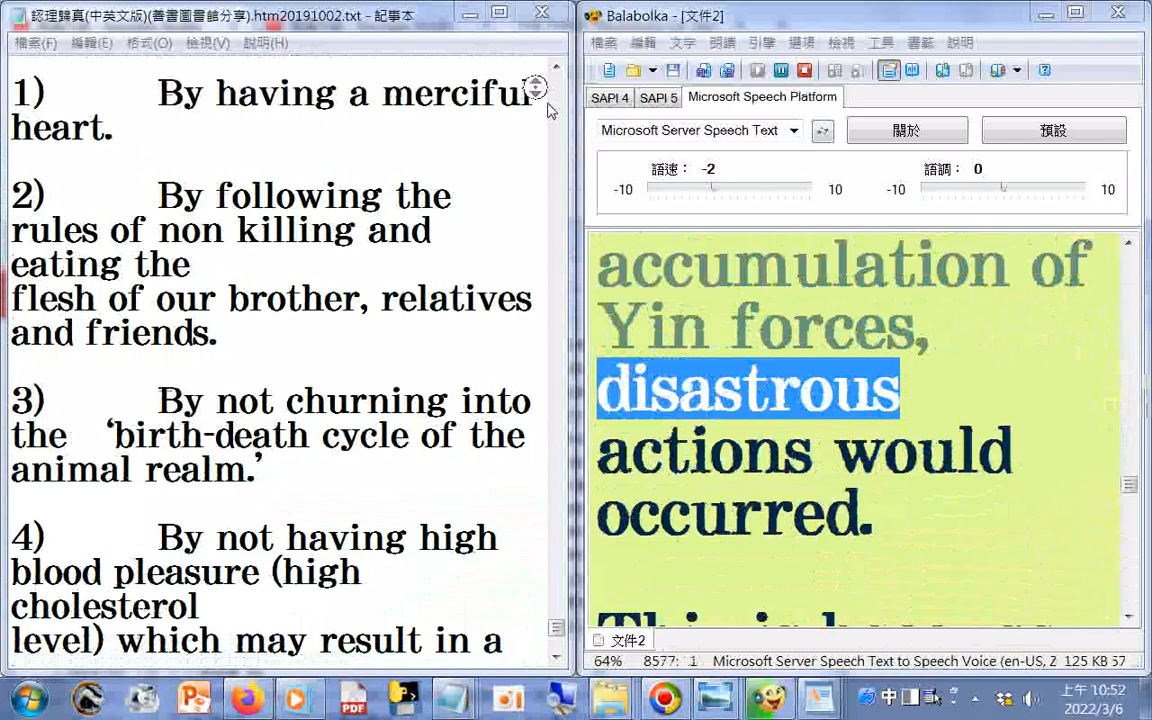 認理歸真(中英文版)(善書圖書館分享).htm20191002.txt - 記事本
檔案(F) 編輯(E) 格式(O) 檢視(V) 說明(H)
1) By having a merciful
heart.
2) By following the
rules of non killing and
eating the
flesh of our brother, relatives
and friends.
3) By not churning into
the ‘birth-death cycle of the
animal realm.’
4) By not having high
blood pleasure (high
cholesterol
level) which may result in a
Balabolka - [文件2]
檔案 編輯 文字 朗讀 引擎 選項 檢視 工具 書籤 說明
SAPI 4 SAPI 5 Microsoft Speech Platform
Microsoft Server Speech Text 關於 預設
語速: -2 語調: 0
-10 10 -10 10
accumulation of
Yin forces,
disastrous
actions would
occurred.
文件2
64% 8577: 1 Microsoft Server Speech Text to Speech Voice (en-US, Z 125 KB 57
PDF 中 上午 10:52
2022/3/6